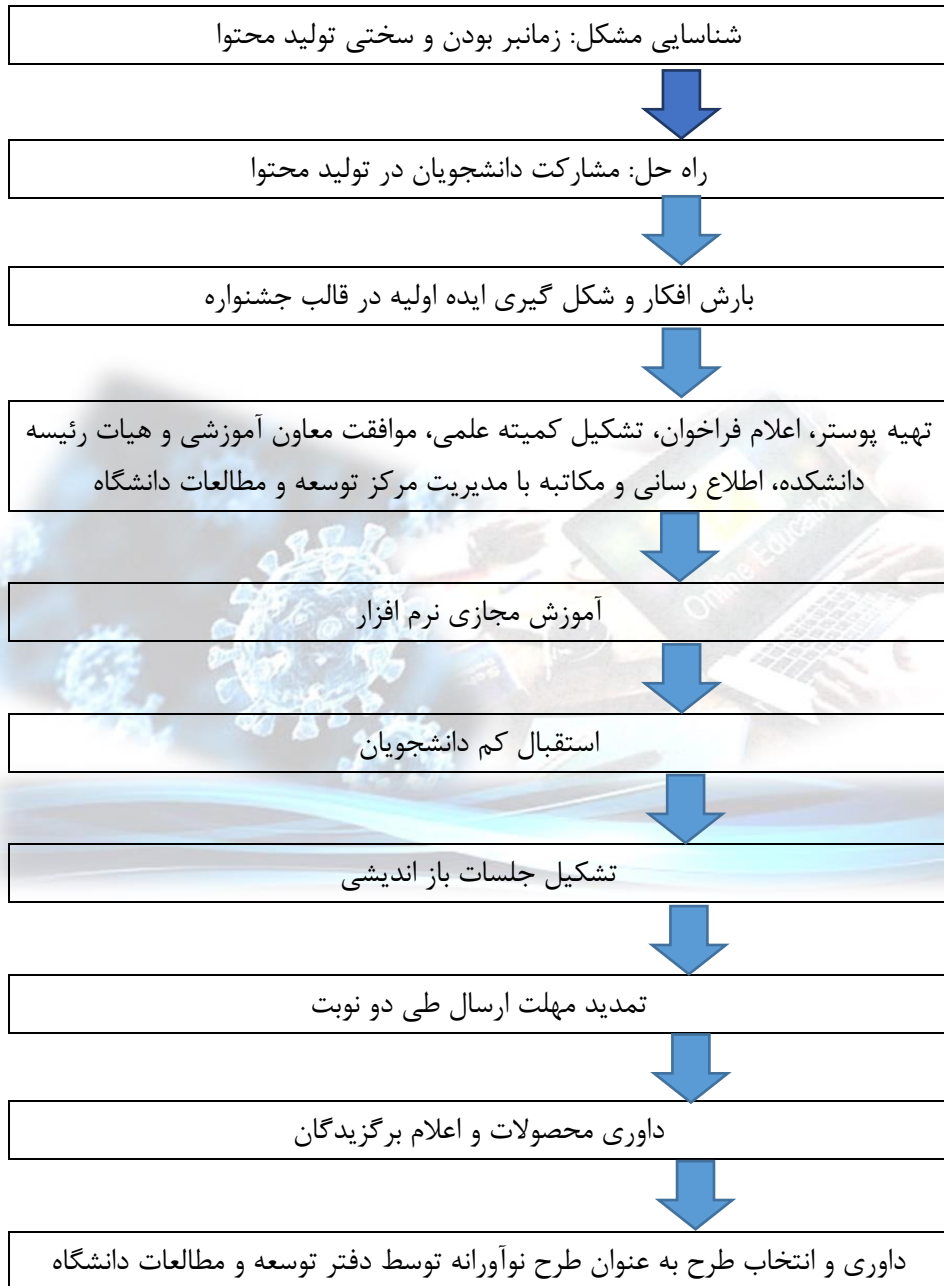 شناسایی مشکل: زمانبر بودن و سختی تولید محتوا
راه حل: مشارکت دانشجویان در تولید محتوا
بارش افکار و شکل گیری ایده اولیه در قالب جشنواره
تهیه پوستر، اعلام فراخوان، تشکیل کمیته علمی، موافقت معاون آموزشی و هیات رئیسه
دانشکده، اطلاع رسانی و مکاتبه با مدیریت مرکز توسعه و مطالعات دانشگاه
Online Education
آموزش مجازی نرم افزار
استقبال کم دانشجویان
تشکیل جلسات باز اندیشی
تمدید مهلت ارسال طی دو نوبت
داوری محصولات و اعلام برگزیدگان
داوری و انتخاب طرح به عنوان طرح نوآورانه توسط دفتر توسعه و مطالعات دانشگاه